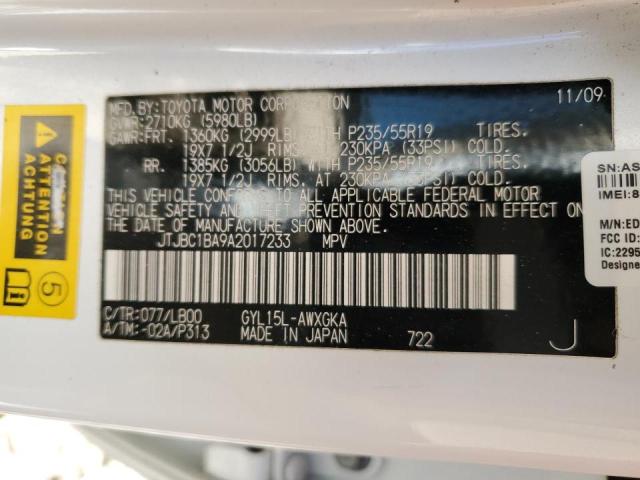 MFD.BY:TOYOTA MOTOR CORPORATION 11/09
GVWR:2710KG (5980LB)
GAWR:FRT. 1360KG (2999LB) WITH P235/55R19 TIRES.
19X7 1/2J RIMS. AT 230KPA (33PSI) COLD.
RR. 1385KG (3056LB) WITH P235/55R19 TIRES.
19X7 1/2J RIMS. AT 230KPA (33PSI) COLD.
THIS VEHICLE CONFORMS TO ALL APPLICABLE FEDERAL MOTOR
VEHICLE SAFETY AND THEFT PREVENTION STANDARDS IN EFFECT ON
THE DATE OF MANUFACTURE SHOWN ABOVE.
JTJBC1BA9A2017233 MPV
C/TR:077/LB00 GYL15L-AWXGKA
A/TM:-02A/P313 MADE IN JAPAN 722 J
CAUTION
ATTENTION
ACHTUNG
5
SN:AS
IMEI:8
M/N:ED
FCC ID:
IC:2295
Designe